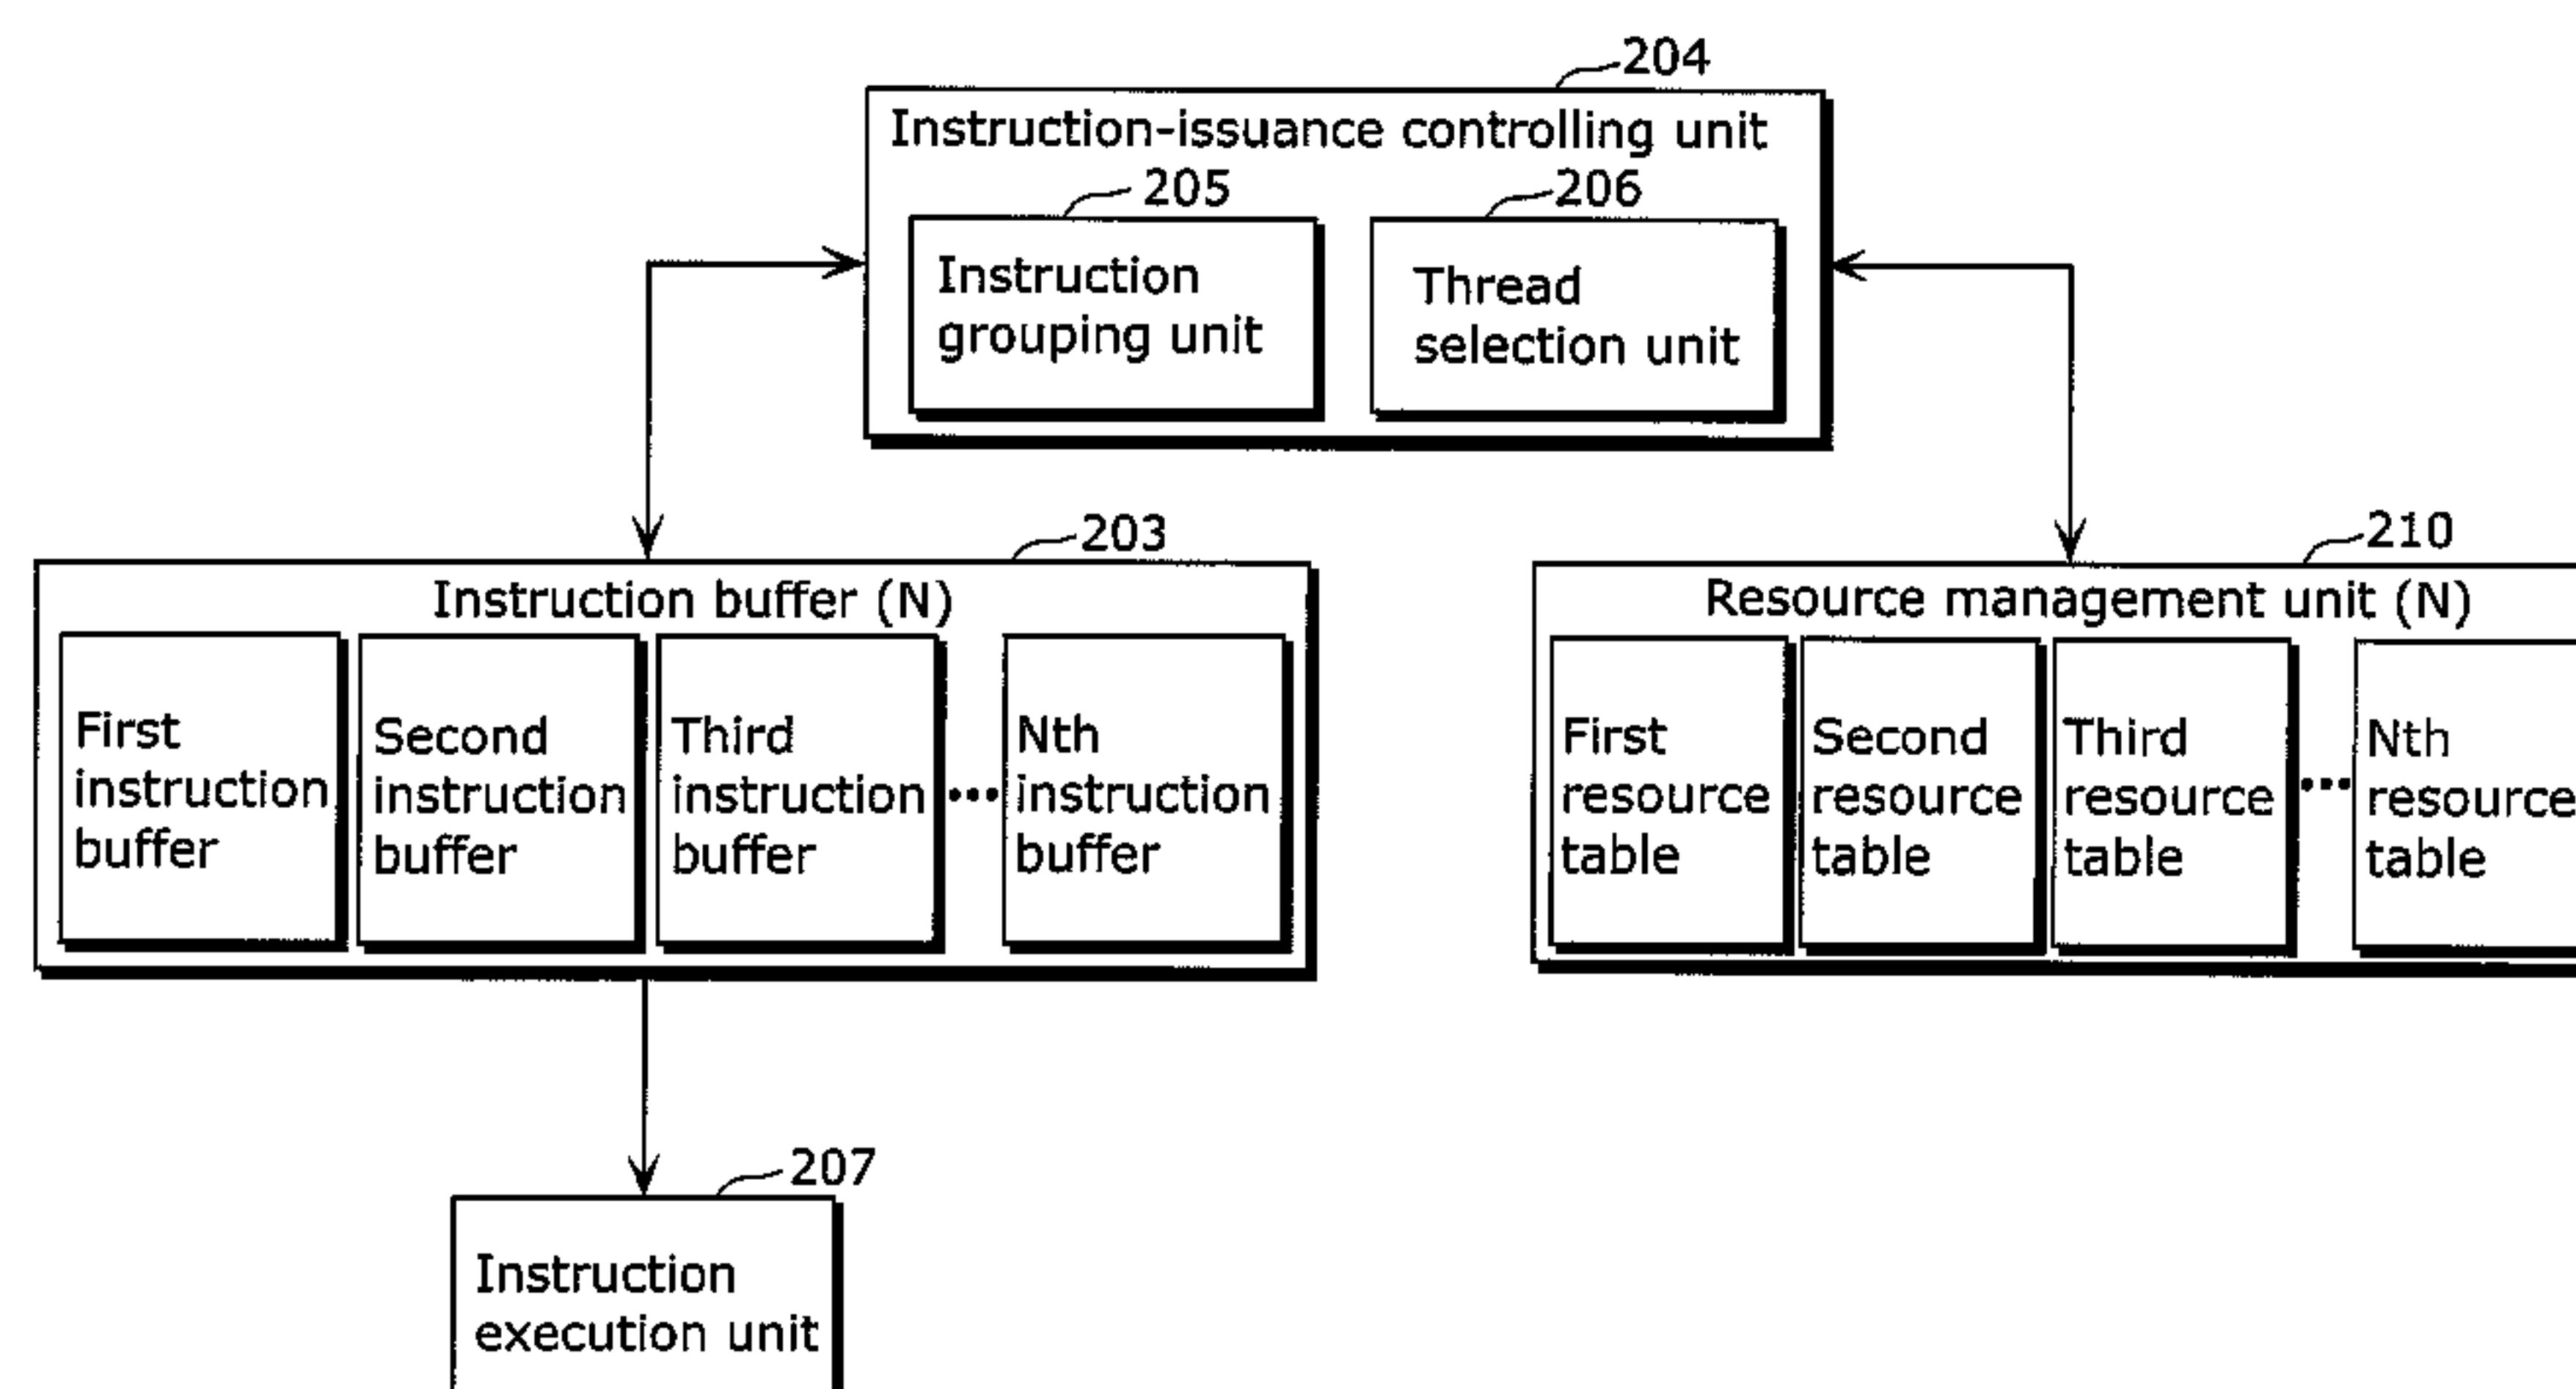 204
Instruction-issuance controlling unit
205
206
Instruction
grouping unit
Thread
selection unit
203
Instruction buffer (N)
First
instruction
buffer
Second
instruction
buffer
Third
instruction
buffer
...
Nth
instruction
buffer
210
Resource management unit (N)
First
resource
table
Second
resource
table
Third
resource
table
...
Nth
resource
table
207
Instruction
execution unit